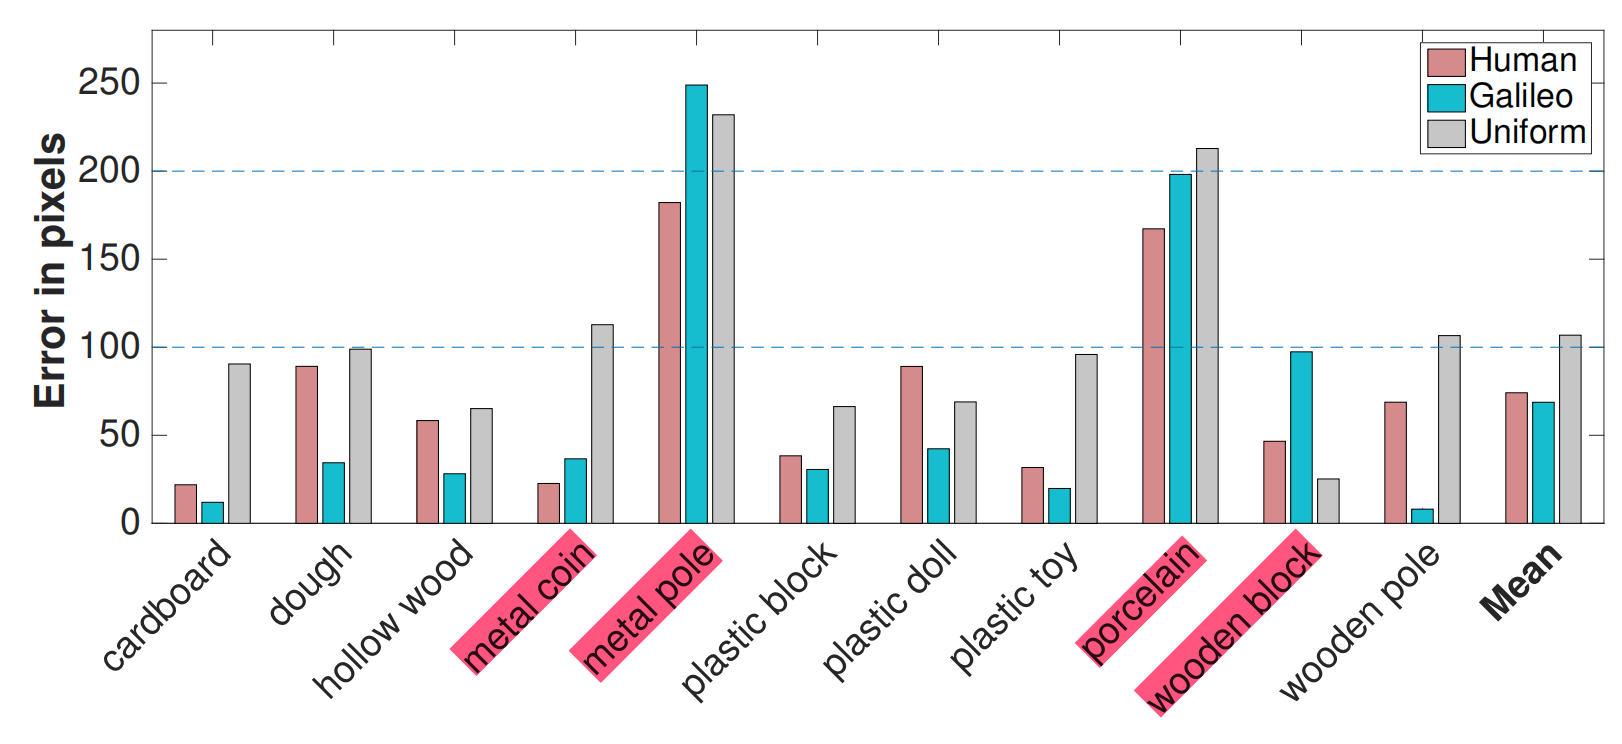 Error in pixels
250
200
150
100
50
0
Human
Galileo
Uniform
cardboard
dough
hollow wood
metal coin
metal pole
plastic block
plastic doll
plastic toy
porcelain
wooden block
wooden pole
Mean